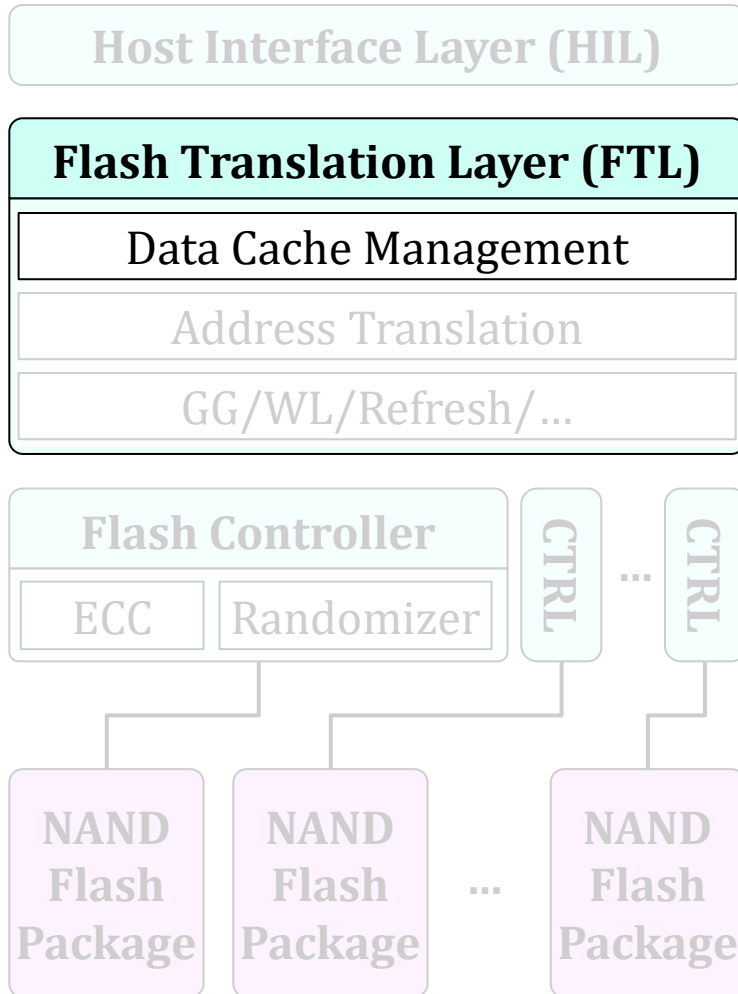 Host Interface Layer (HIL)
Flash Translation Layer (FTL)
Data Cache Management
Address Translation
GG/WL/Refresh/...
Flash Controller
ECC
Randomizer
CTRL
...
CTRL
NAND
Flash
Package
NAND
Flash
Package
...
NAND
Flash
Package